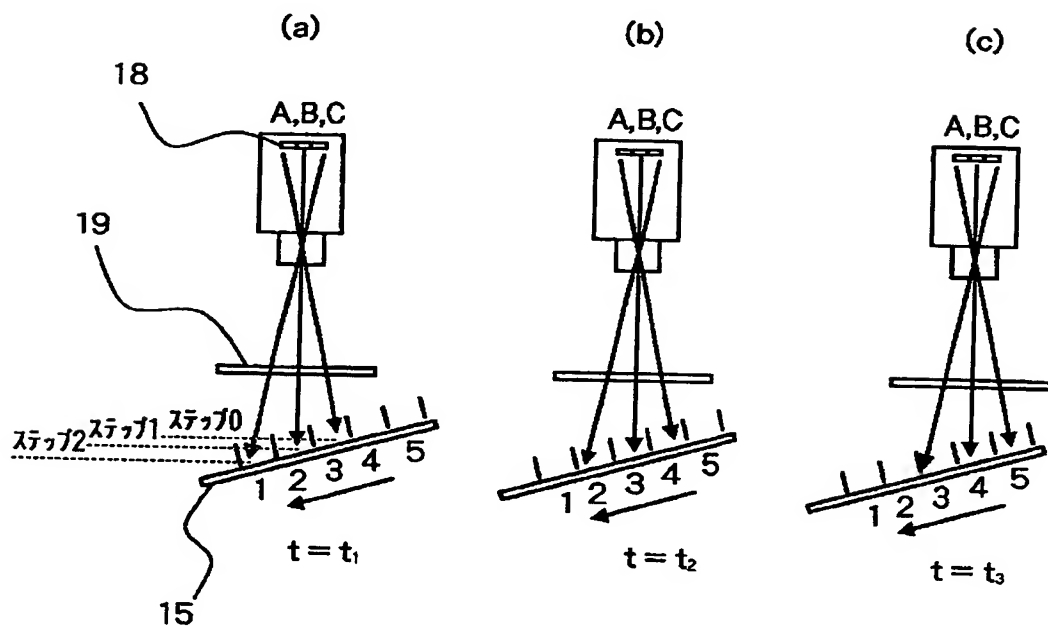 (a)
(b)
(c)
18
A,B,C
A,B,C
A,B,C
19
ステップ2
ステップ1
ステップ0
1 2 3 4 5
1 2 3 4 5
1 2 3 4 5
t=t₁
t=t₂
t=t₃
15